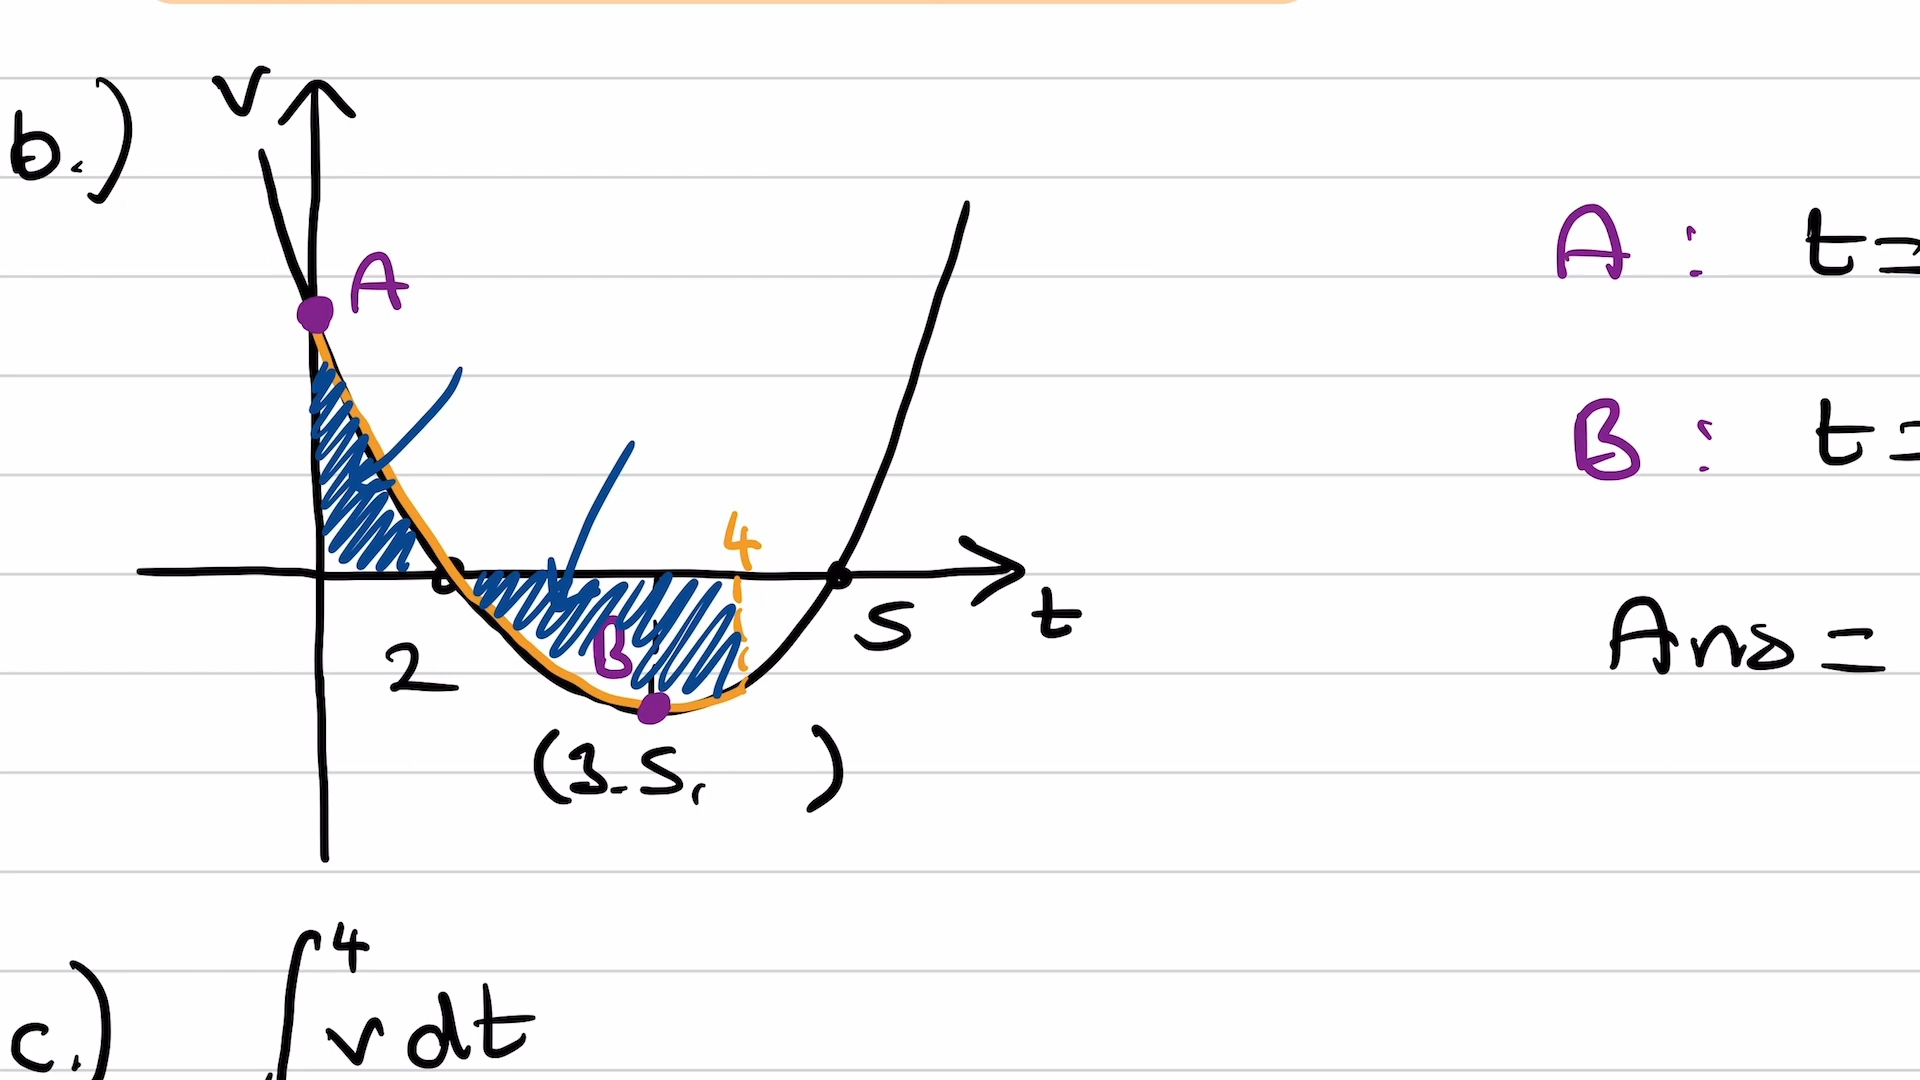 b.)
v
A
A : t=
B : t=
4
B
2
5
t
Ans =
(3.5, )
c.) ∫⁴ v dt